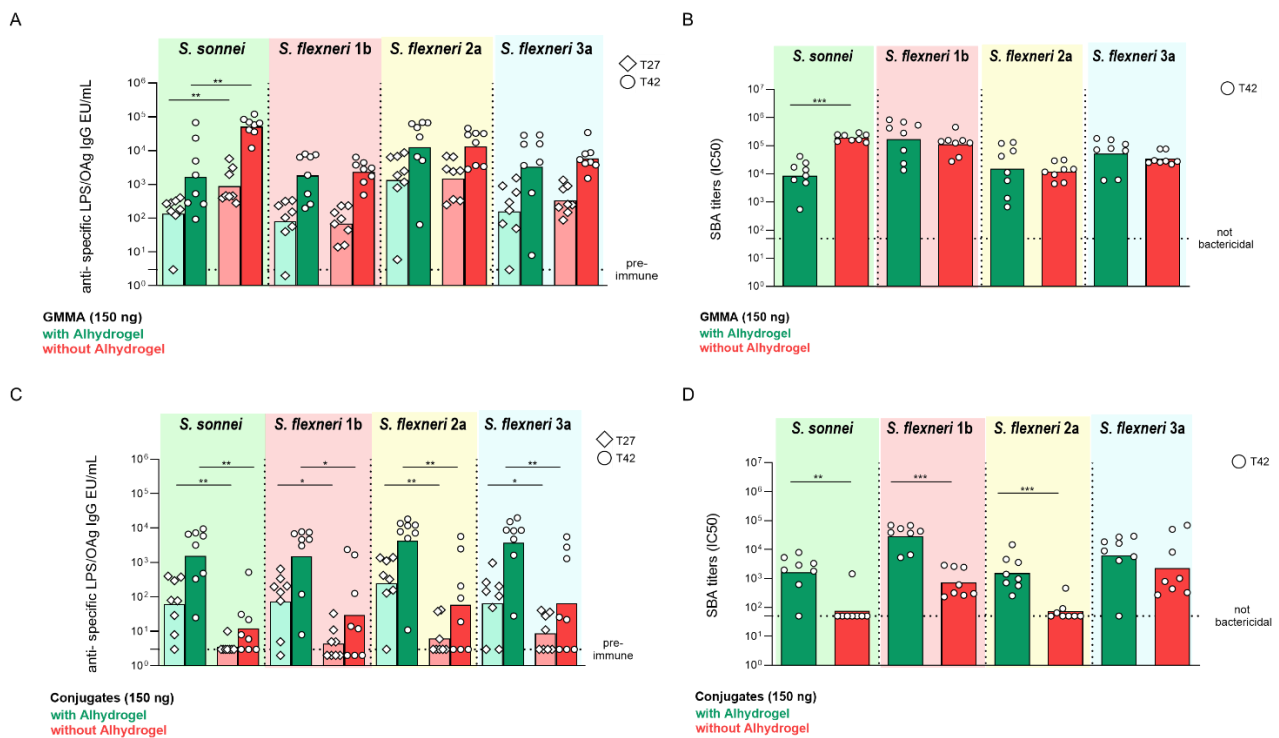 A
S. sonnei
S. flexneri 1b
S. flexneri 2a
S. flexneri 3a
T27
T42
anti- specific LPS/OAg IgG EU/mL
10⁶
10⁵
10⁴
10³
10²
10¹
10⁰
**
**
pre-
immune
GMMA (150 ng)
with Alhydrogel
without Alhydrogel
B
S. sonnei
S. flexneri 1b
S. flexneri 2a
S. flexneri 3a
T42
SBA titers (IC50)
10⁷
10⁶
10⁵
10⁴
10³
10²
10¹
10⁰
***
not
bactericidal
GMMA (150 ng)
with Alhydrogel
without Alhydrogel
C
S. sonnei
S. flexneri 1b
S. flexneri 2a
S. flexneri 3a
T27
T42
anti- specific LPS/OAg IgG EU/mL
10⁶
10⁵
10⁴
10³
10²
10¹
10⁰
**
**
*
*
**
**
**
*
pre-
immune
Conjugates (150 ng)
with Alhydrogel
without Alhydrogel
D
S. sonnei
S. flexneri 1b
S. flexneri 2a
S. flexneri 3a
T42
SBA titers (IC50)
10⁷
10⁶
10⁵
10⁴
10³
10²
10¹
10⁰
**
***
***
not
bactericidal
Conjugates (150 ng)
with Alhydrogel
without Alhydrogel